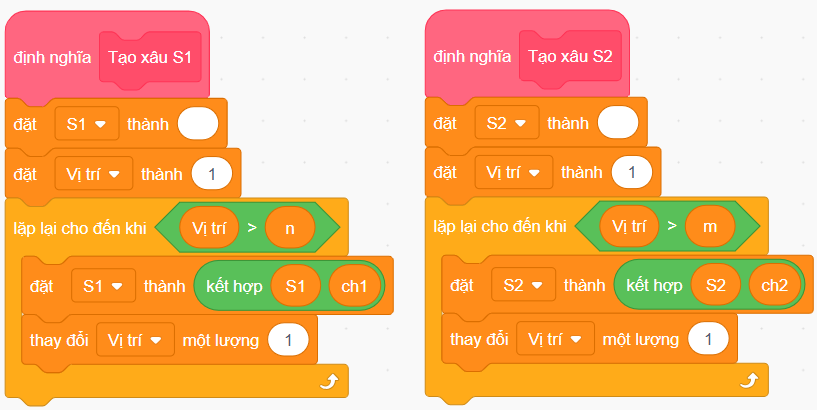 định nghĩa Tạo xâu S1
đặt S1 thành
đặt Vị trí thành 1
lặp lại cho đến khi Vị trí > n
đặt S1 thành kết hợp S1 ch1
thay đổi Vị trí một lượng 1
định nghĩa Tạo xâu S2
đặt S2 thành
đặt Vị trí thành 1
lặp lại cho đến khi Vị trí > m
đặt S2 thành kết hợp S2 ch2
thay đổi Vị trí một lượng 1